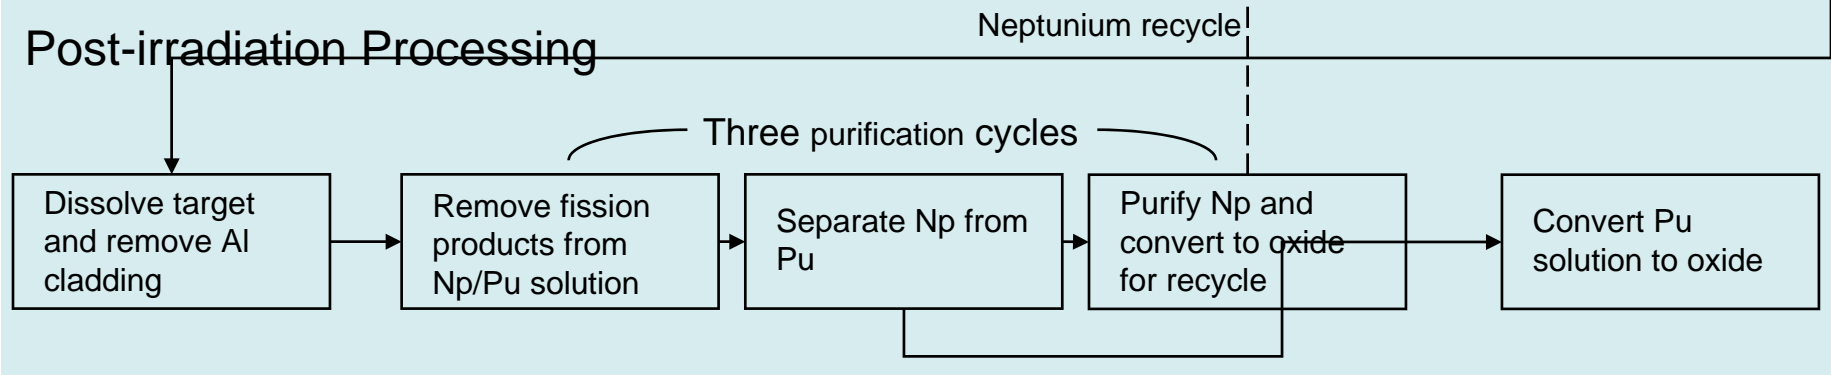 Neptunium recycle
Post-irradiation Processing
Three purification cycles
Dissolve target
and remove Al
cladding
Remove fission
products from
Np/Pu solution
Separate Np from
Pu
Purify Np and
convert to oxide
for recycle
Convert Pu
solution to oxide